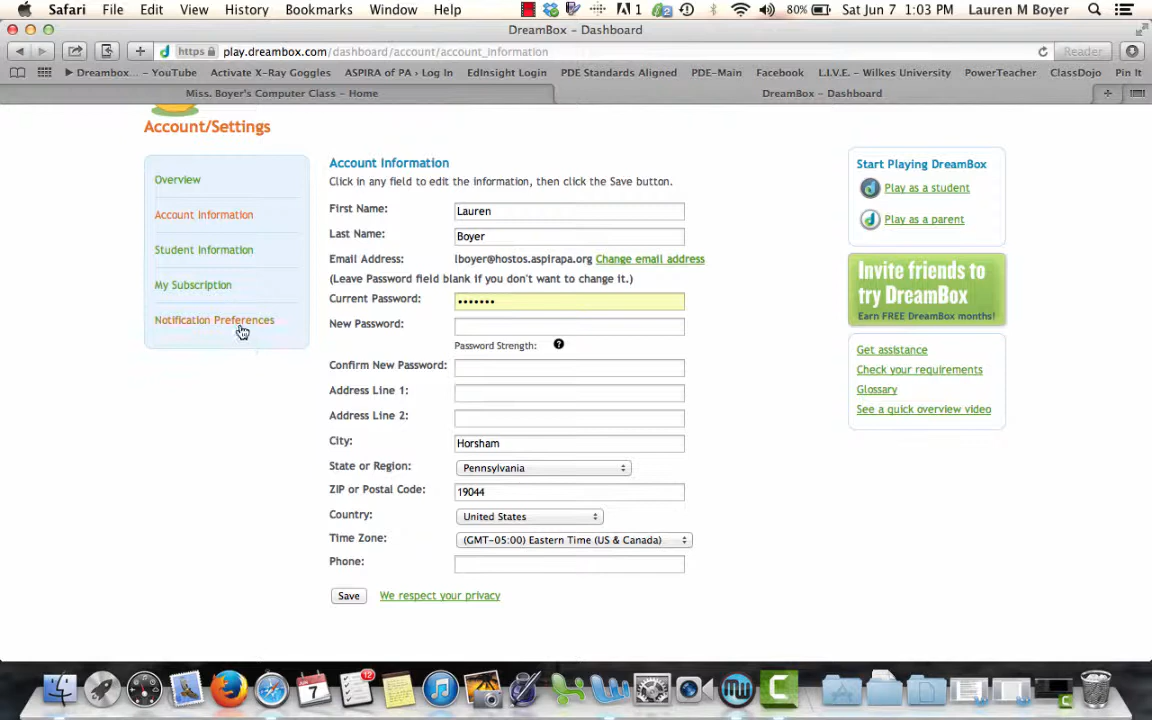 Safari File Edit View History Bookmarks Window Help 1 2 80% Sat Jun 7 1:03 PM Lauren M Boyer
DreamBox – Dashboard
https play.dreambox.com/dashboard/account/account_information Reader
Dreambox... – YouTube Activate X-Ray Goggles ASPIRA of PA › Log In EdInsight Login PDE Standards Aligned PDE-Main Facebook L.I.V.E. – Wilkes University PowerTeacher ClassDojo Pin It
Miss. Boyer's Computer Class – Home DreamBox – Dashboard
Account/Settings
Overview
Account Information
Student Information
My Subscription
Notification Preferences
Account Information
Click in any field to edit the information, then click the Save button.
First Name: Lauren
Last Name: Boyer
Email Address: lboyer@hostos.aspirapa.org Change email address
(Leave Password field blank if you don't want to change it.)
Current Password: •••••••
New Password:
Password Strength: ?
Confirm New Password:
Address Line 1:
Address Line 2:
City: Horsham
State or Region: Pennsylvania
ZIP or Postal Code: 19044
Country: United States
Time Zone: (GMT-05:00) Eastern Time (US & Canada)
Phone:
Save We respect your privacy
Start Playing DreamBox
Play as a student
Play as a parent
Invite friends to
try DreamBox
Earn FREE DreamBox months!
Get assistance
Check your requirements
Glossary
See a quick overview video
7 12